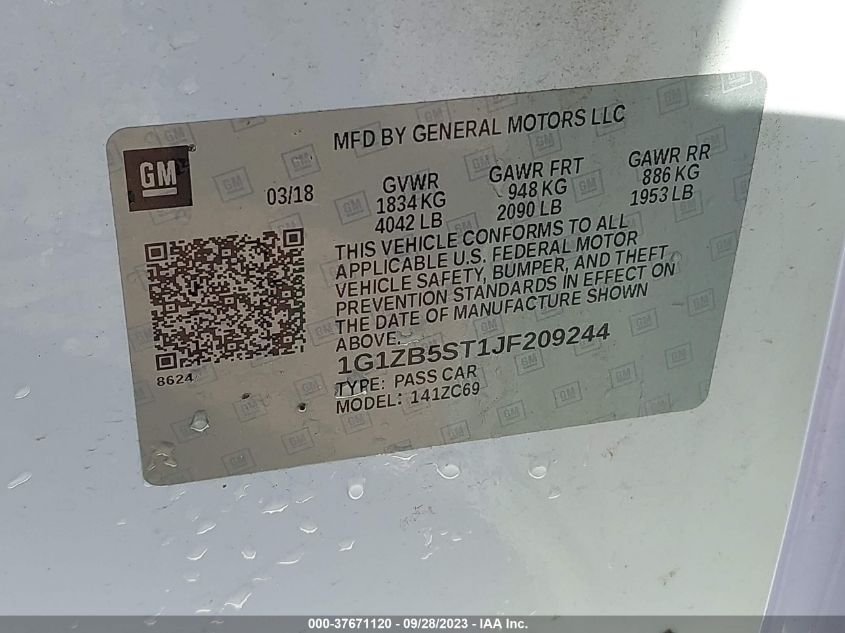 MFD BY GENERAL MOTORS LLC
GM
03/18
GVWR GAWR FRT GAWR RR
1834 KG 948 KG 886 KG
4042 LB 2090 LB 1953 LB
THIS VEHICLE CONFORMS TO ALL
APPLICABLE U.S. FEDERAL MOTOR
VEHICLE SAFETY, BUMPER, AND THEFT
PREVENTION STANDARDS IN EFFECT ON
THE DATE OF MANUFACTURE SHOWN
ABOVE.
1G1ZB5ST1JF209244
8624
TYPE: PASS CAR
MODEL: 141ZC69
000-37671120 - 09/28/2023 - IAA Inc.